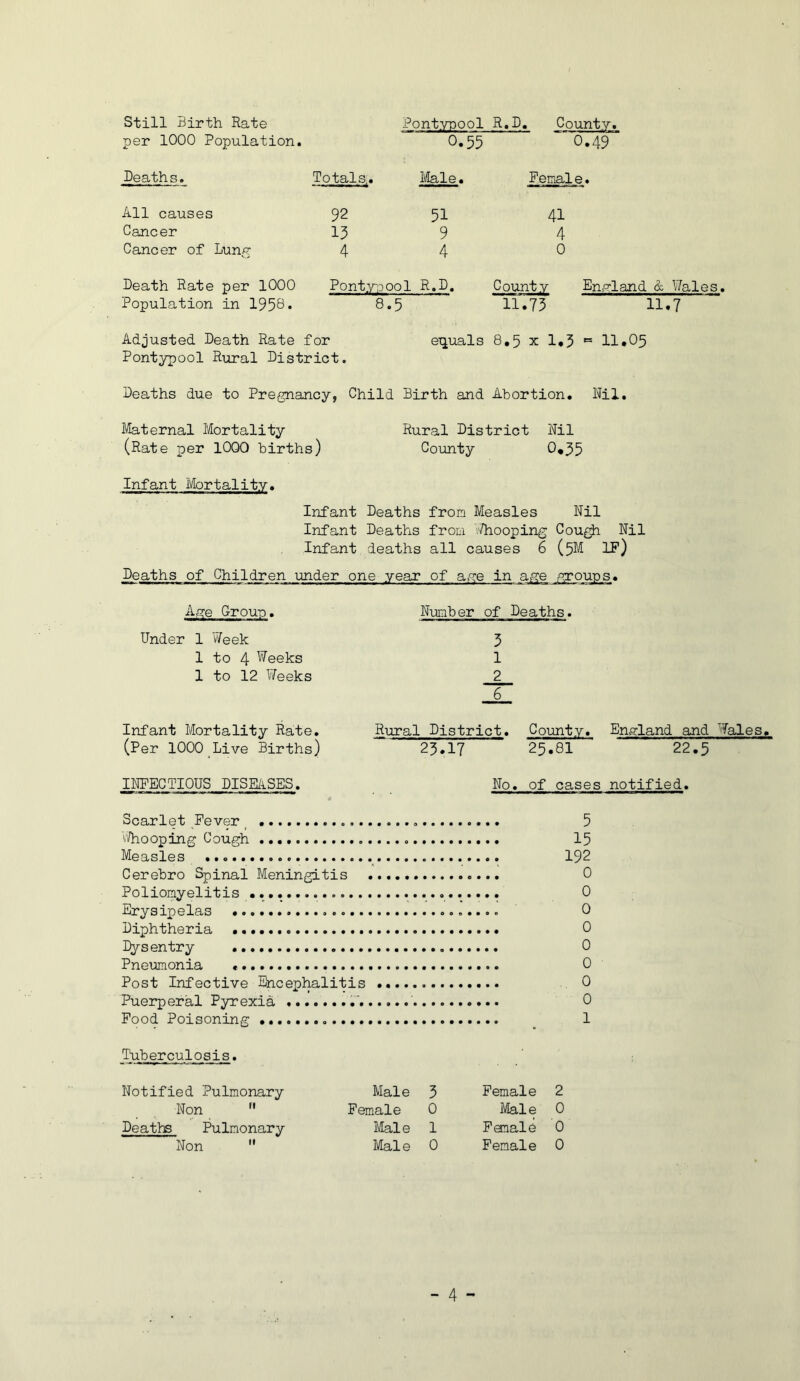 Still Birth Rate Pontypool R.D. County.
per 1000 Population. 0.55 0.49
Deaths. Totals. Male. Female.
All causes 92 51 41
Cancer 13 9 4
Cancer of Lung 4 4 0
Death Rate per 1000 Pontypool R.D. County England & Wales.
Population in 1958. 8.5 11.73 11.7
Adjusted Death Rate for equals 8.5 x 1.3 = 11.05
Pontypool Rural District.
Deaths due to Pregnancy, Child Birth and Abortion. Nil.
Maternal Mortality Rural District Nil
(Rate per 1000 births) County 0.35
Infant Mortality.
Infant Deaths from Measles Nil
Infant Deaths from Whooping Cough Nil
Infant deaths all causes 6 (5M 1F)
Deaths of Children under one year of age in age groups.
Age Group. Number of Deaths.
Under 1 Week 3
1 to 4 Weeks 1
1 to 12 Weeks 2
6
Infant Mortality Rate. Rural District. County. England and Wales.
(Per 1000 Live Births) 23.17 25.81 22.5
INFECTIOUS DISEASES. No. of cases notified.
Scarlet Fever .............................. 5
Whooping Cough .............................. 15
Measles .............................. 192
Cerebro Spinal Meningitis ............... 0
Poliomyelitis .............................. 0
Erysipelas .............................. 0
Diphtheria .............................. 0
Dysentry .............................. 0
Pneumonia .............................. 0
Post Infective Encephalitis .............. 0
Puerperal Pyrexia ........................ 0
Food Poisoning ........................... 1
Tuberculosis.
Notified Pulmonary Male 3 Female 2
Non " Female 0 Male 0
Deaths Pulmonary Male 1 Female 0
Non " Male 0 Female 0
- 4 -